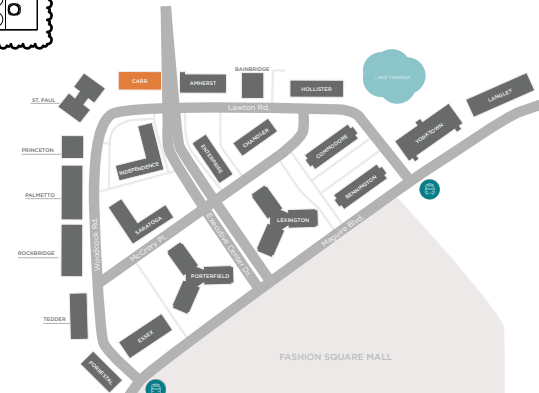 BAINBRIDGE
CARR
AMHERST
HOLLISTER
LAKE THERESA
LANGLEY
ST. PAUL
Lawton Rd.
YORKTOWN
PRINCETON
INDEPENDENCE
ENTERPRISE
CHANDLER
COMMODORE
BENNINGTON
PALMETTO
SARATOGA
LEXINGTON
Woodcock Rd.
McCrory Pl.
Executive Center Dr.
Maguire Blvd.
ROCKBRIDGE
PORTERFIELD
TEDDER
ESSEX
FORRESTAL
FASHION SQUARE MALL